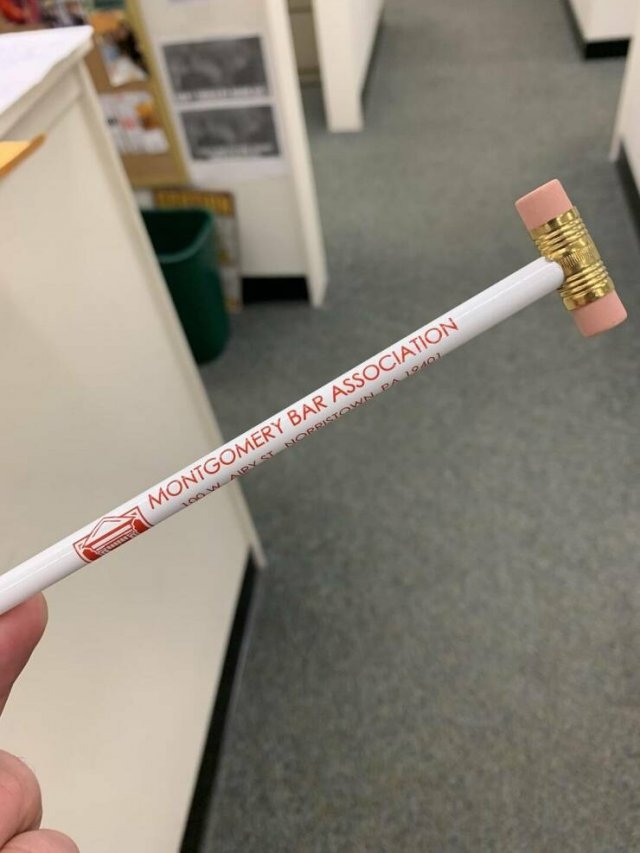 MONTGOMERY BAR ASSOCIATION
100 W. AIRY ST. NORRISTOWN, PA 19401